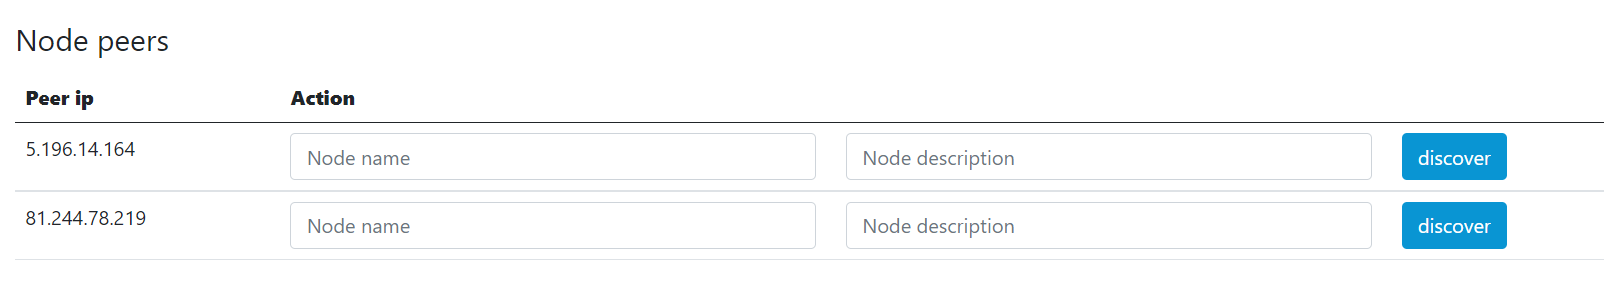 Node peers
Peer ip Action
5.196.14.164 Node name Node description discover
81.244.78.219 Node name Node description discover